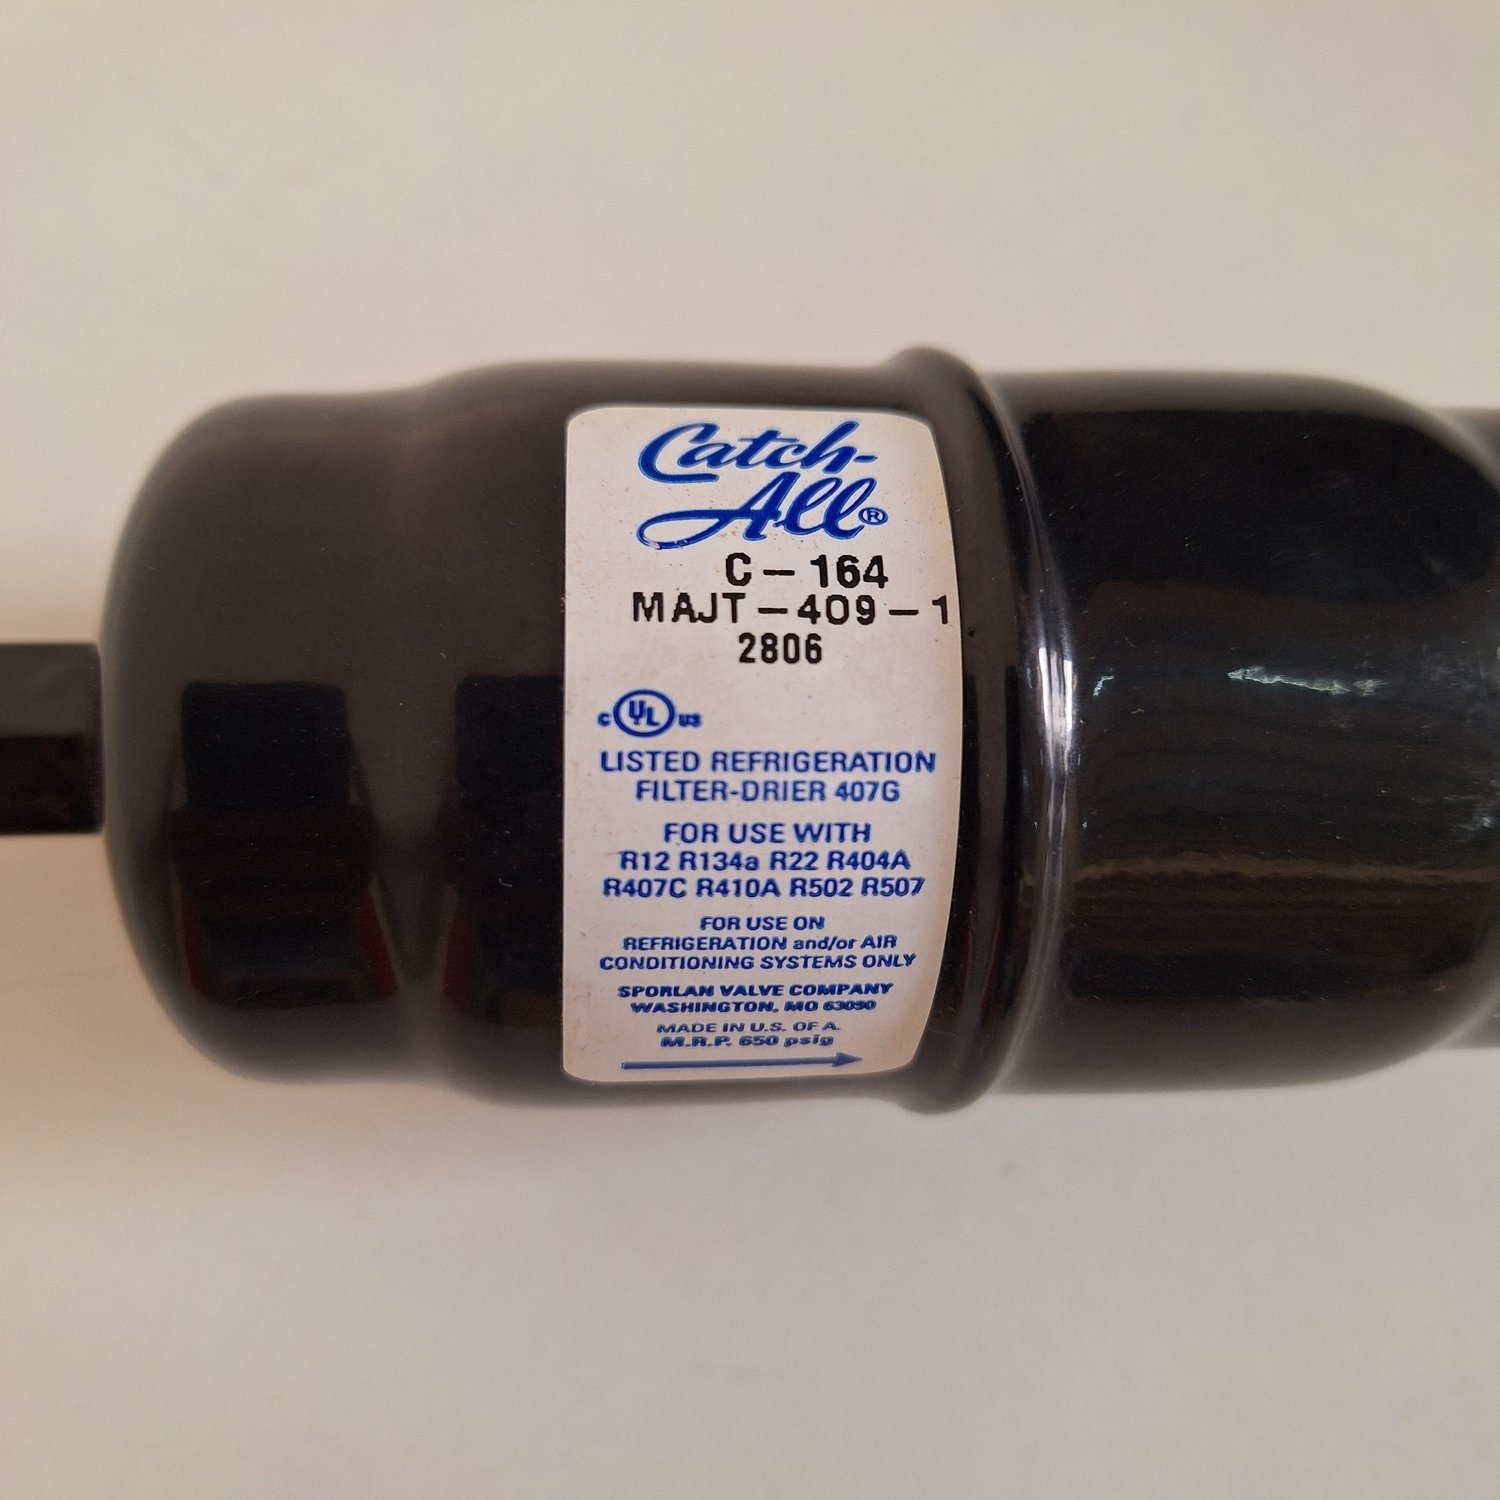 Catch-
All®
C - 164
MAJT - 409 - 1
2806
C UL US
LISTED REFRIGERATION
FILTER-DRIER 407G
FOR USE WITH
R12 R134a R22 R404A
R407C R410A R502 R507
FOR USE ON
REFRIGERATION and/or AIR
CONDITIONING SYSTEMS ONLY
SPORLAN VALVE COMPANY
WASHINGTON, MO 63090
MADE IN U.S. OF A.
M.R.P. 650 psig